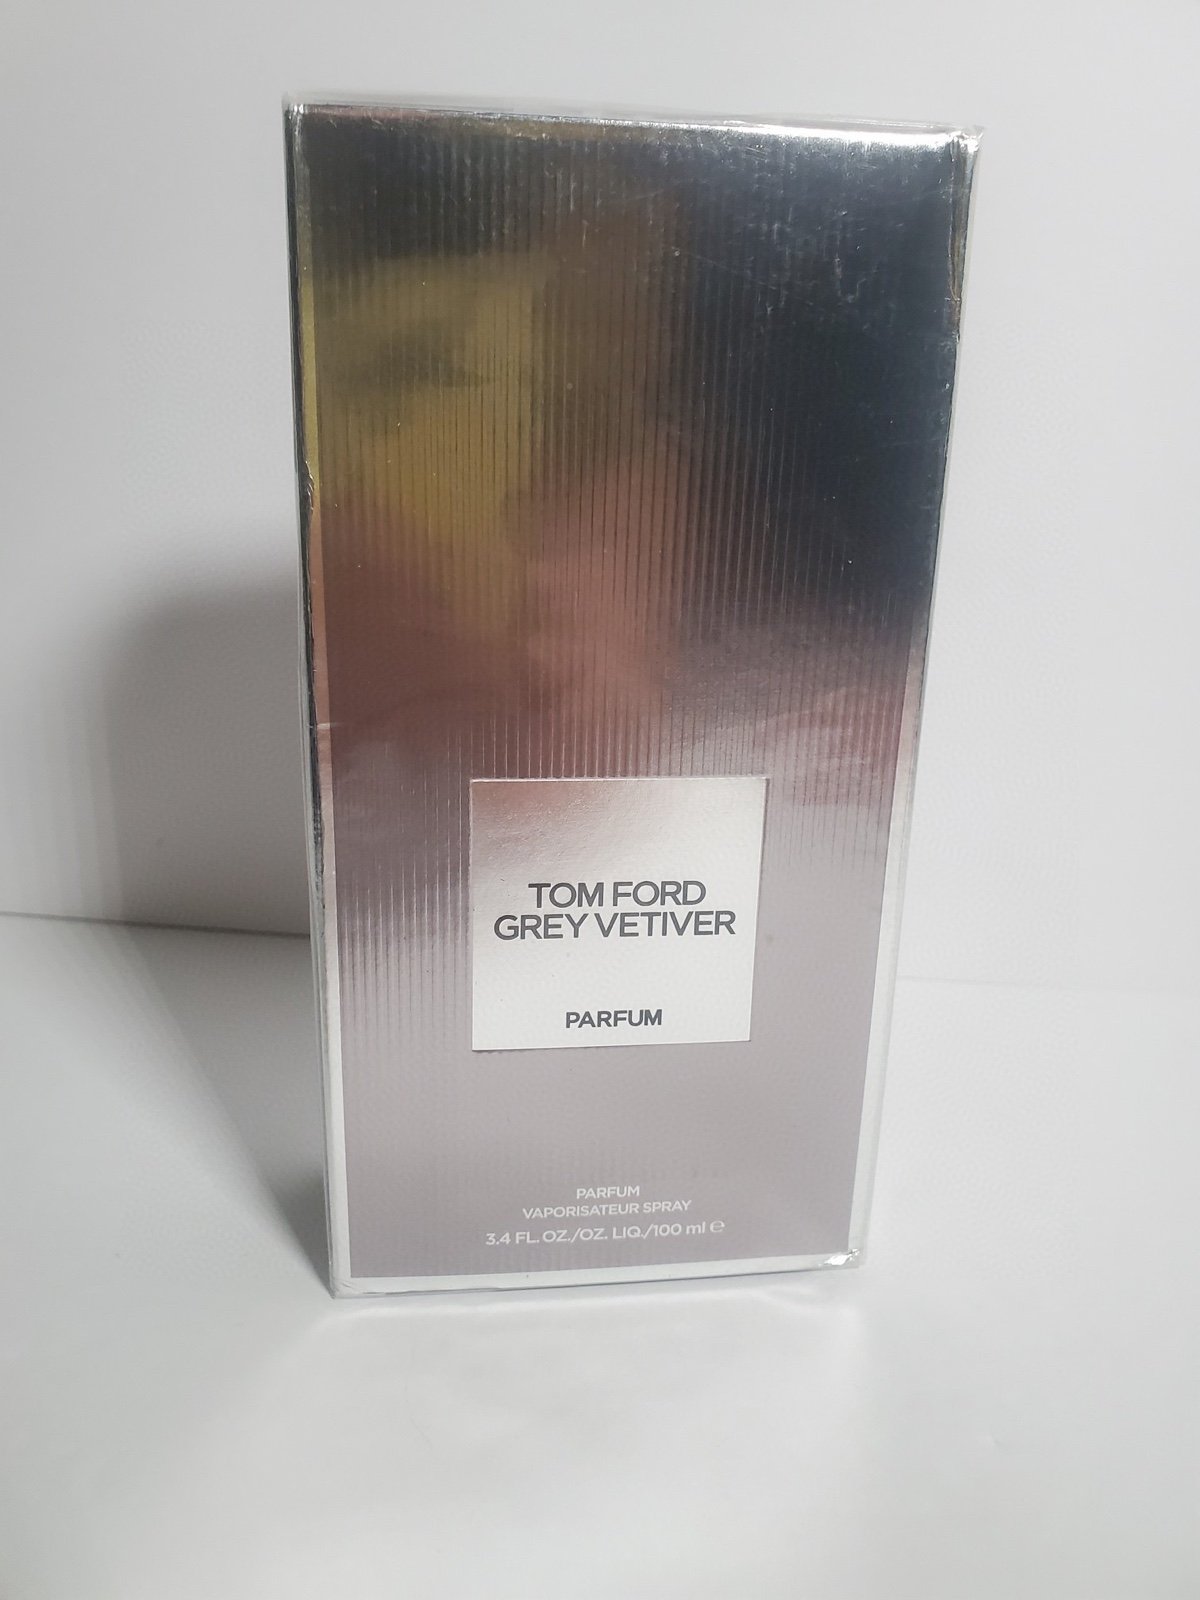 TOM FORD
GREY VETIVER
PARFUM
PARFUM
VAPORISATEUR SPRAY
3.4 FL. OZ./OZ. LIQ./100 ml ℮